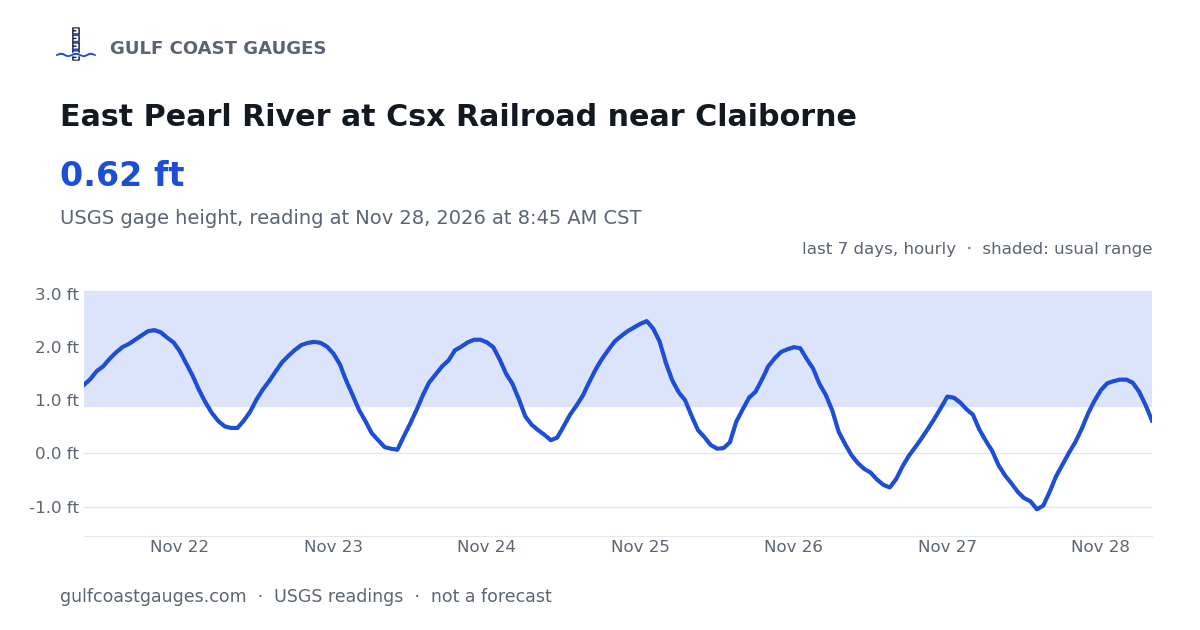 GULF COAST GAUGES
East Pearl River at Csx Railroad near Claiborne
0.62 ft
USGS gage height, reading at Nov 28, 2026 at 8:45 AM CST
last 7 days, hourly · shaded: usual range
3.0 ft
2.0 ft
1.0 ft
0.0 ft
-1.0 ft
Nov 22 Nov 23 Nov 24 Nov 25 Nov 26 Nov 27 Nov 28
gulfcoastgauges.com · USGS readings · not a forecast